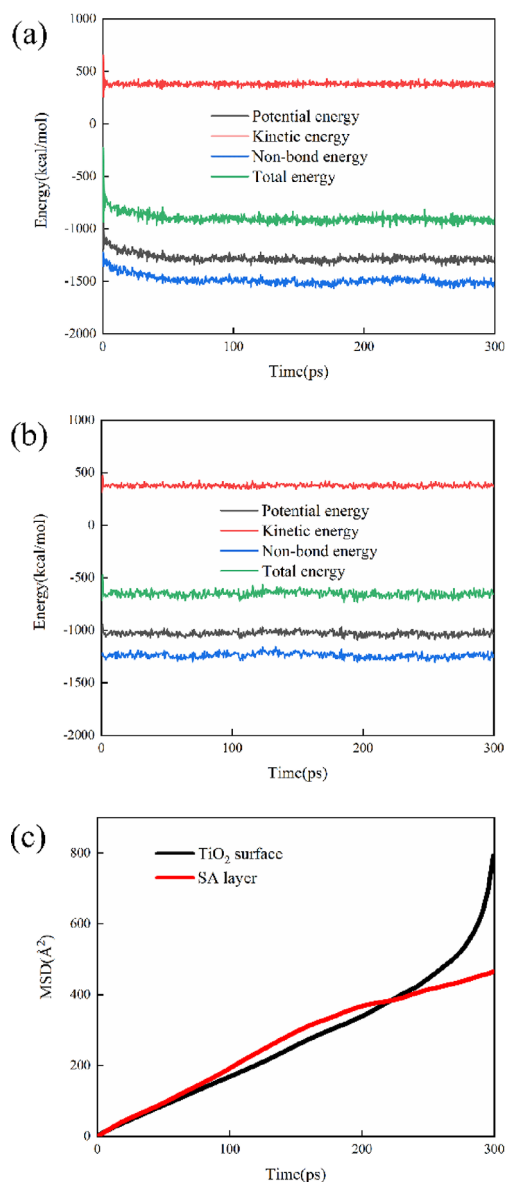 (a)
1000
500
0
-500
-1000
-1500
-2000
Energy(kcal/mol)
Potential energy
Kinetic energy
Non-bond energy
Total energy
0 100 200 300
Time(ps)
(b)
1000
500
0
-500
-1000
-1500
-2000
Energy(kcal/mol)
Potential energy
Kinetic energy
Non-bond energy
Total energy
0 100 200 300
Time(ps)
(c)
800
600
400
200
0
MSD(Å²)
TiO₂ surface
SA layer
0 100 200 300
Time(ps)